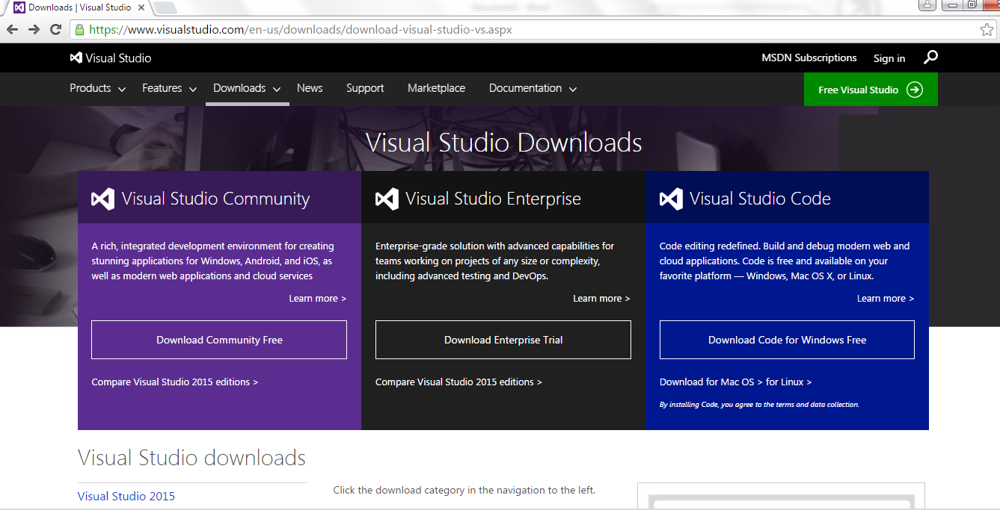 Downloads | Visual Studio
https://www.visualstudio.com/en-us/downloads/download-visual-studio-vs.aspx
Visual Studio
MSDN Subscriptions Sign in
Products Features Downloads News Support Marketplace Documentation
Free Visual Studio
Visual Studio Downloads
Visual Studio Community
A rich, integrated development environment for creating
stunning applications for Windows, Android, and iOS, as
well as modern web applications and cloud services
Learn more >
Download Community Free
Compare Visual Studio 2015 editions >
Visual Studio Enterprise
Enterprise-grade solution with advanced capabilities for
teams working on projects of any size or complexity,
including advanced testing and DevOps.
Learn more >
Download Enterprise Trial
Compare Visual Studio 2015 editions >
Visual Studio Code
Code editing redefined. Build and debug modern web and
cloud applications. Code is free and available on your
favorite platform — Windows, Mac OS X, or Linux.
Learn more >
Download Code for Windows Free
Download for Mac OS > for Linux >
By installing Code, you agree to the terms and data collection.
Visual Studio downloads
Visual Studio 2015
Click the download category in the navigation to the left.